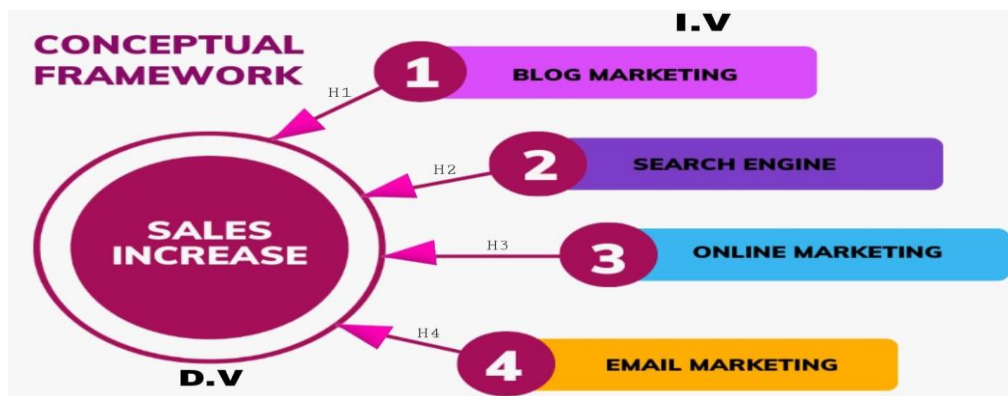 I.V
CONCEPTUAL
FRAMEWORK
1
BLOG MARKETING
H1
2
SEARCH ENGINE
H2
SALES
INCREASE
H3
3
ONLINE MARKETING
H4
4
EMAIL MARKETING
D.V